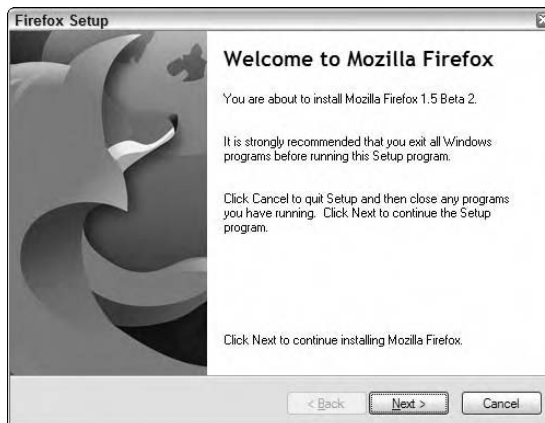 Firefox Setup
Welcome to Mozilla Firefox
You are about to install Mozilla Firefox 1.5 Beta 2.
It is strongly recommended that you exit all Windows
programs before running this Setup program.
Click Cancel to quit Setup and then close any programs
you have running. Click Next to continue the Setup
program.
Click Next to continue installing Mozilla Firefox.
< Back
Next >
Cancel